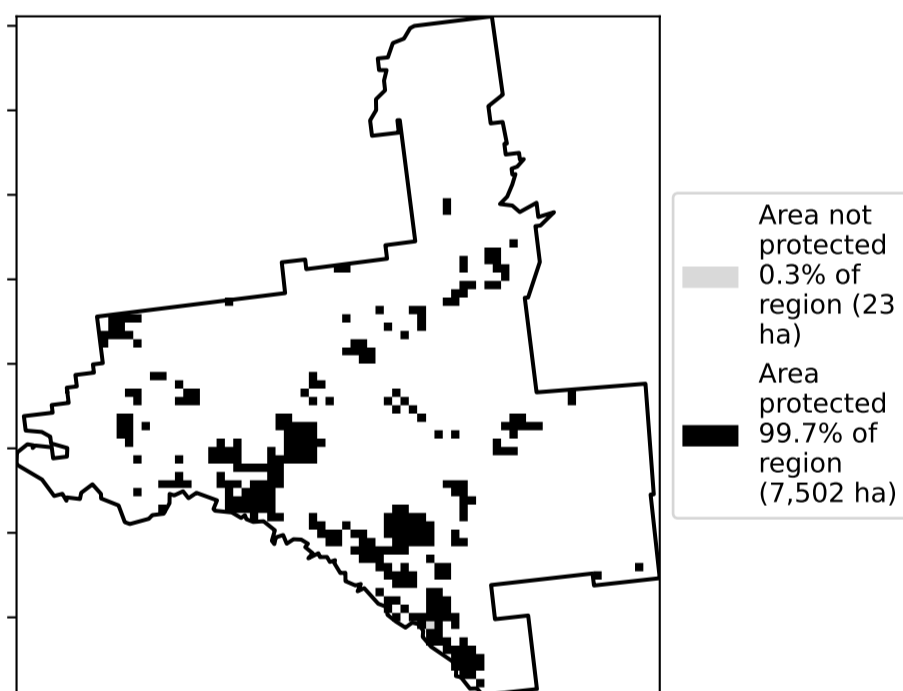 Area not
protected
0.3% of
region (23
ha)
Area
protected
99.7% of
region
(7,502 ha)